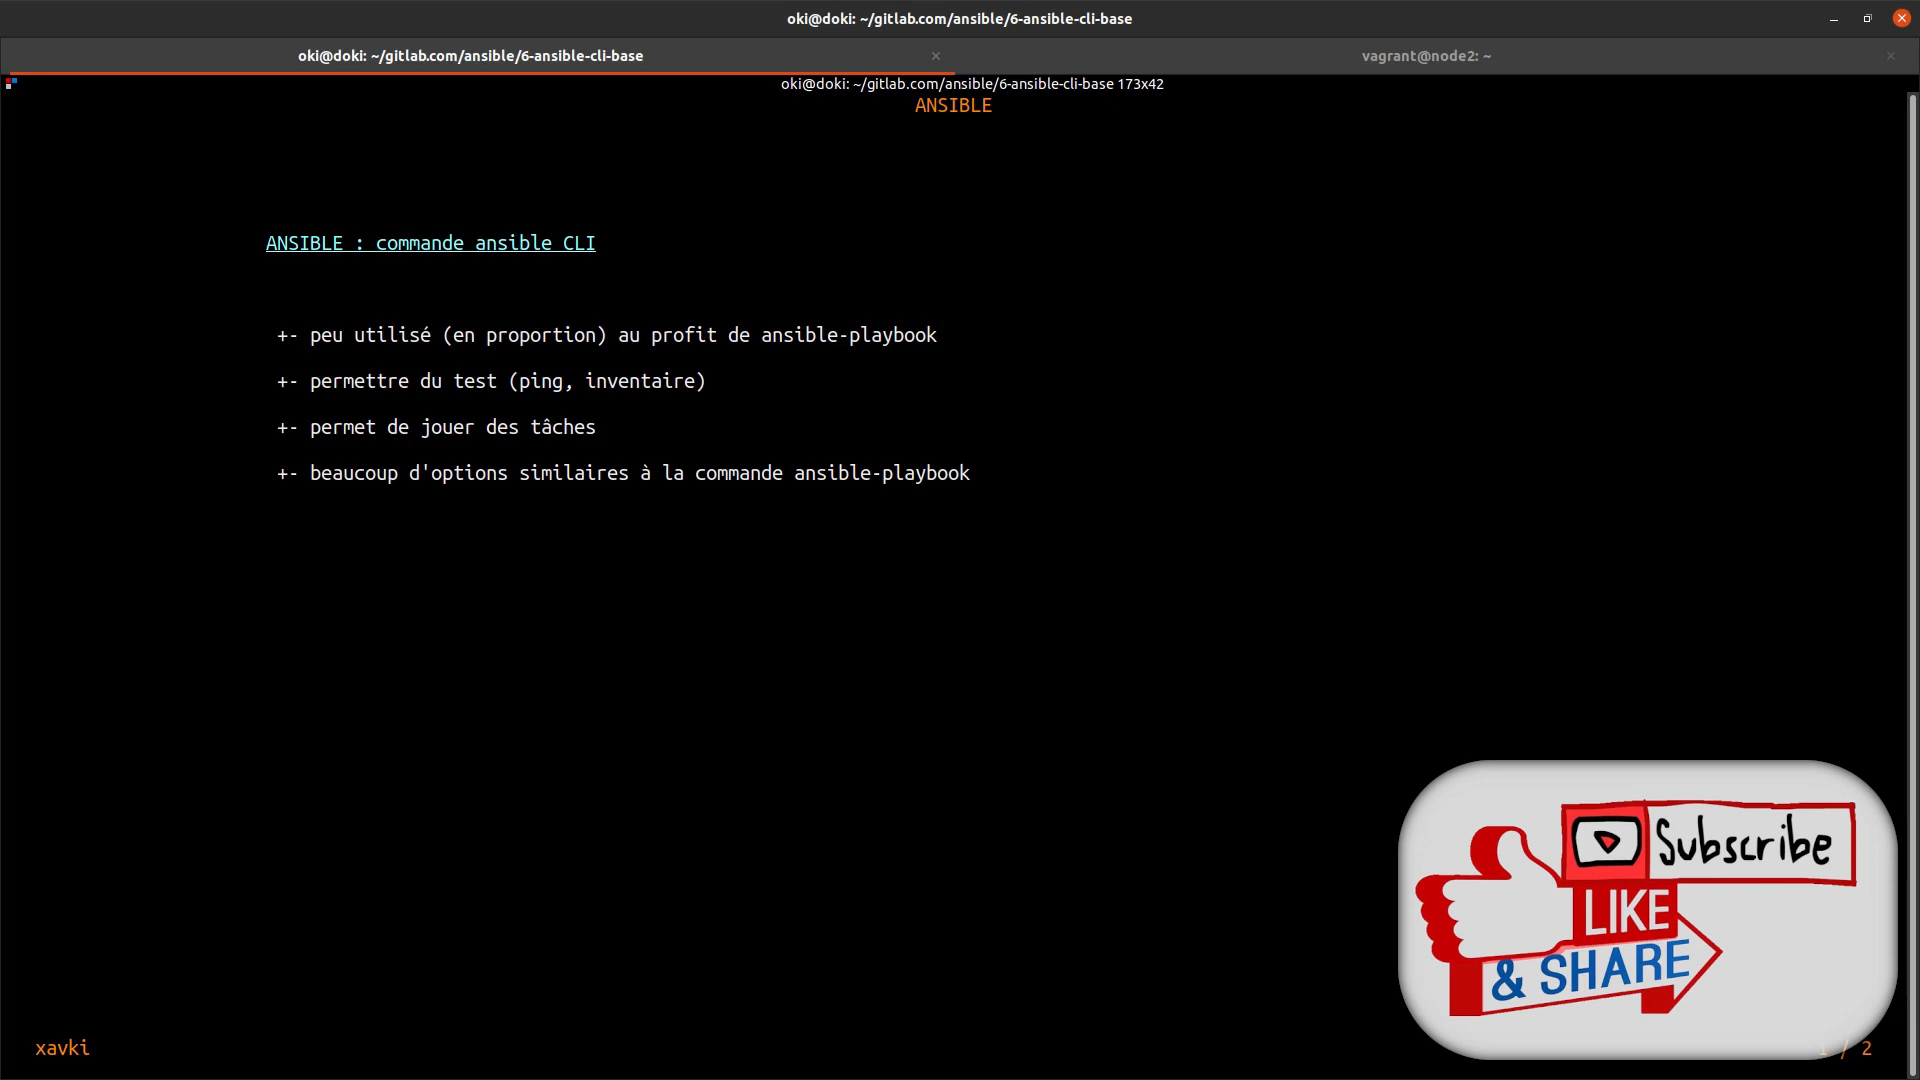 oki@doki: ~/gitlab.com/ansible/6-ansible-cli-base
oki@doki: ~/gitlab.com/ansible/6-ansible-cli-base × vagrant@node2: ~ ×
oki@doki: ~/gitlab.com/ansible/6-ansible-cli-base 173x42
ANSIBLE
ANSIBLE : commande ansible CLI
+- peu utilisé (en proportion) au profit de ansible-playbook
+- permettre du test (ping, inventaire)
+- permet de jouer des tâches
+- beaucoup d'options similaires à la commande ansible-playbook
Subscribe
LIKE
& SHARE
xavki
1 / 2